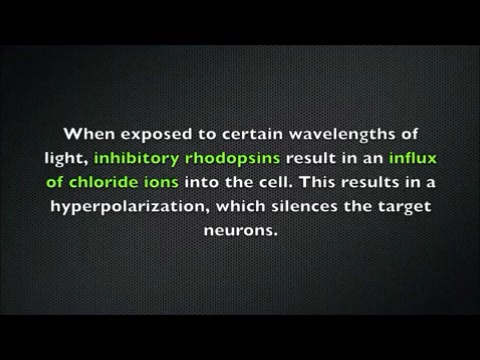 When exposed to certain wavelengths of
light, inhibitory rhodopsins result in an influx
of chloride ions into the cell. This results in a
hyperpolarization, which silences the target
neurons.